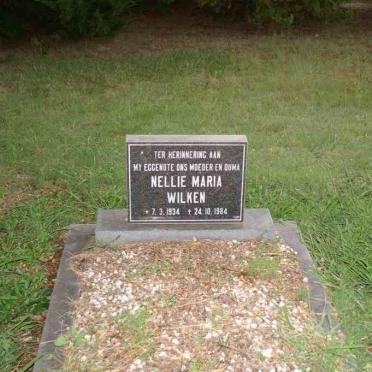 TER HERINNERING AAN
MY EGGENOTE ONS MOEDER EN OUMA
NELLIE MARIA
WILKEN
* 7.3.1934 † 24.10.1984